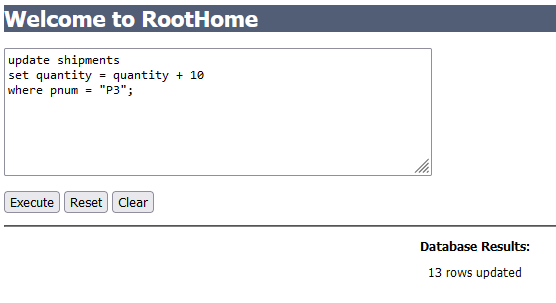 Welcome to RootHome
update shipments
set quantity = quantity + 10
where pnum = "P3";
Execute Reset Clear
Database Results:
13 rows updated